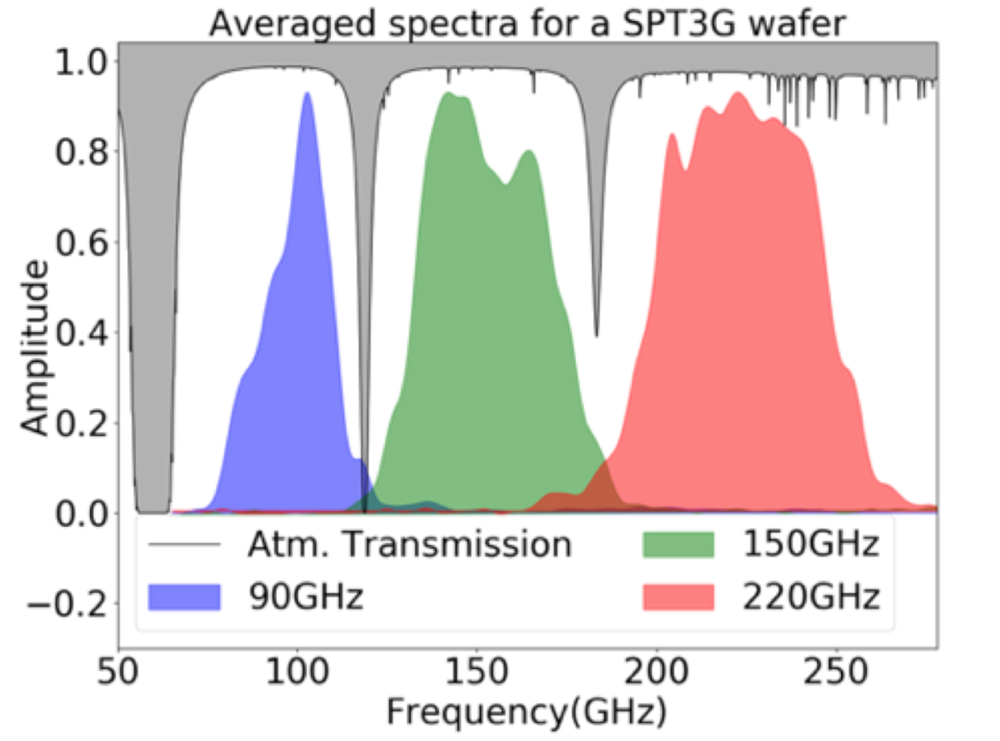 Averaged spectra for a SPT3G wafer
1.0
0.8
0.6
0.4
0.2
0.0
−0.2
Amplitude
Atm. Transmission
90GHz
150GHz
220GHz
50 100 150 200 250
Frequency(GHz)